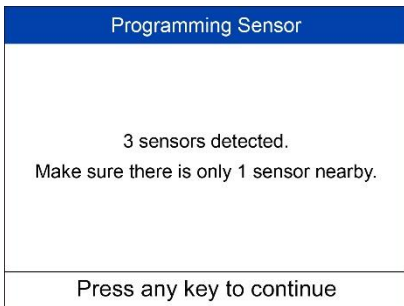 Programming Sensor
3 sensors detected.
Make sure there is only 1 sensor nearby.
Press any key to continue